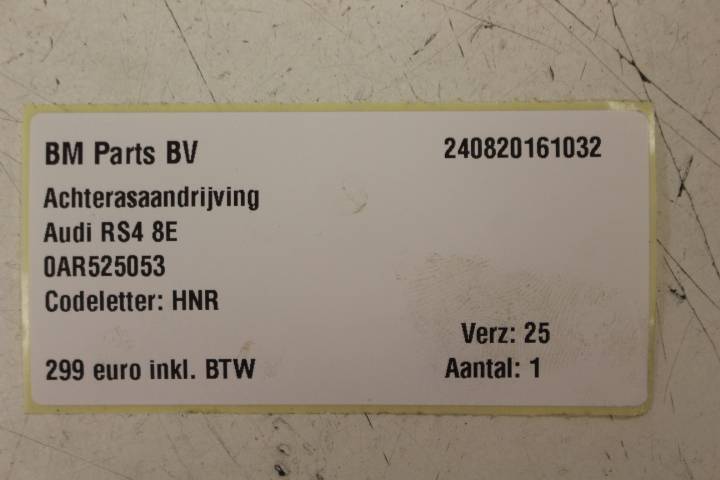 BM Parts BV 240820161032
Achterasaandrijving
Audi RS4 8E
0AR525053
Codeletter: HNR
Verz: 25
299 euro inkl. BTW Aantal: 1